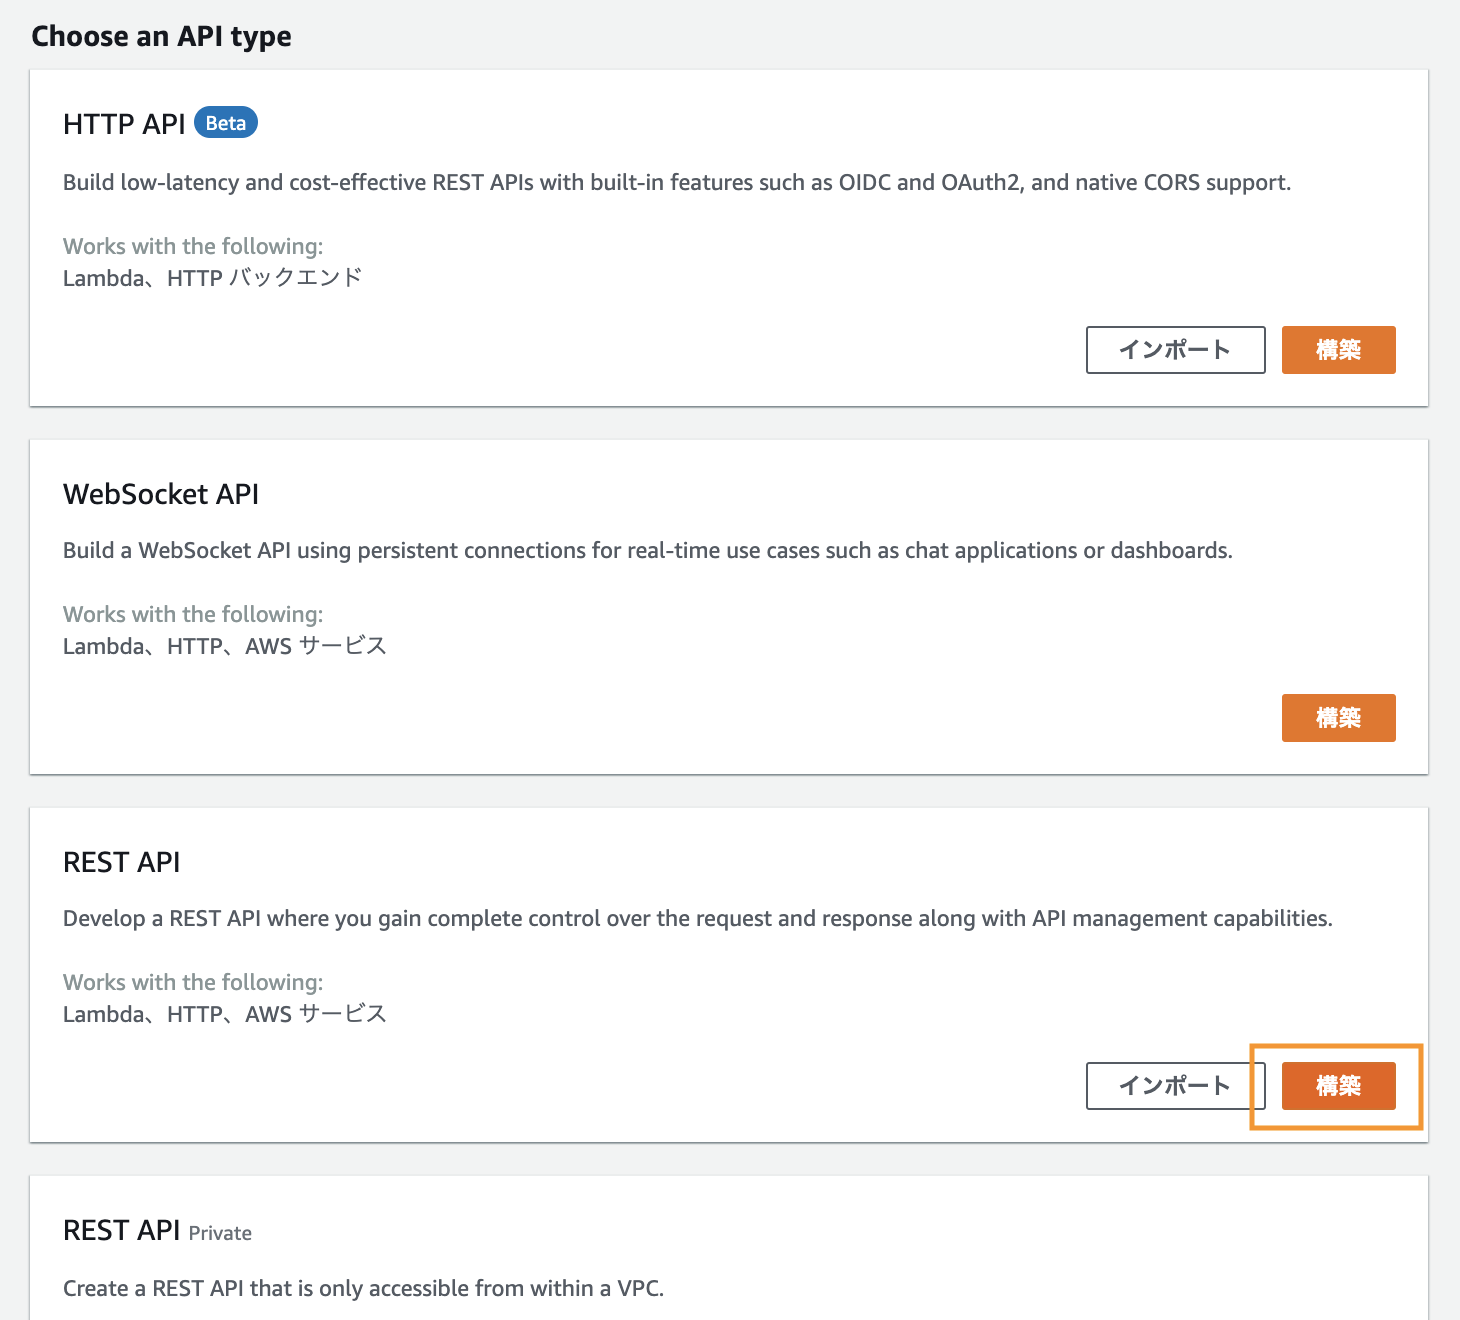 Choose an API type
HTTP API Beta
Build low-latency and cost-effective REST APIs with built-in features such as OIDC and OAuth2, and native CORS support.
Works with the following:
Lambda、HTTP バックエンド
インポート 構築
WebSocket API
Build a WebSocket API using persistent connections for real-time use cases such as chat applications or dashboards.
Works with the following:
Lambda、HTTP、AWS サービス
構築
REST API
Develop a REST API where you gain complete control over the request and response along with API management capabilities.
Works with the following:
Lambda、HTTP、AWS サービス
インポート 構築
REST API Private
Create a REST API that is only accessible from within a VPC.